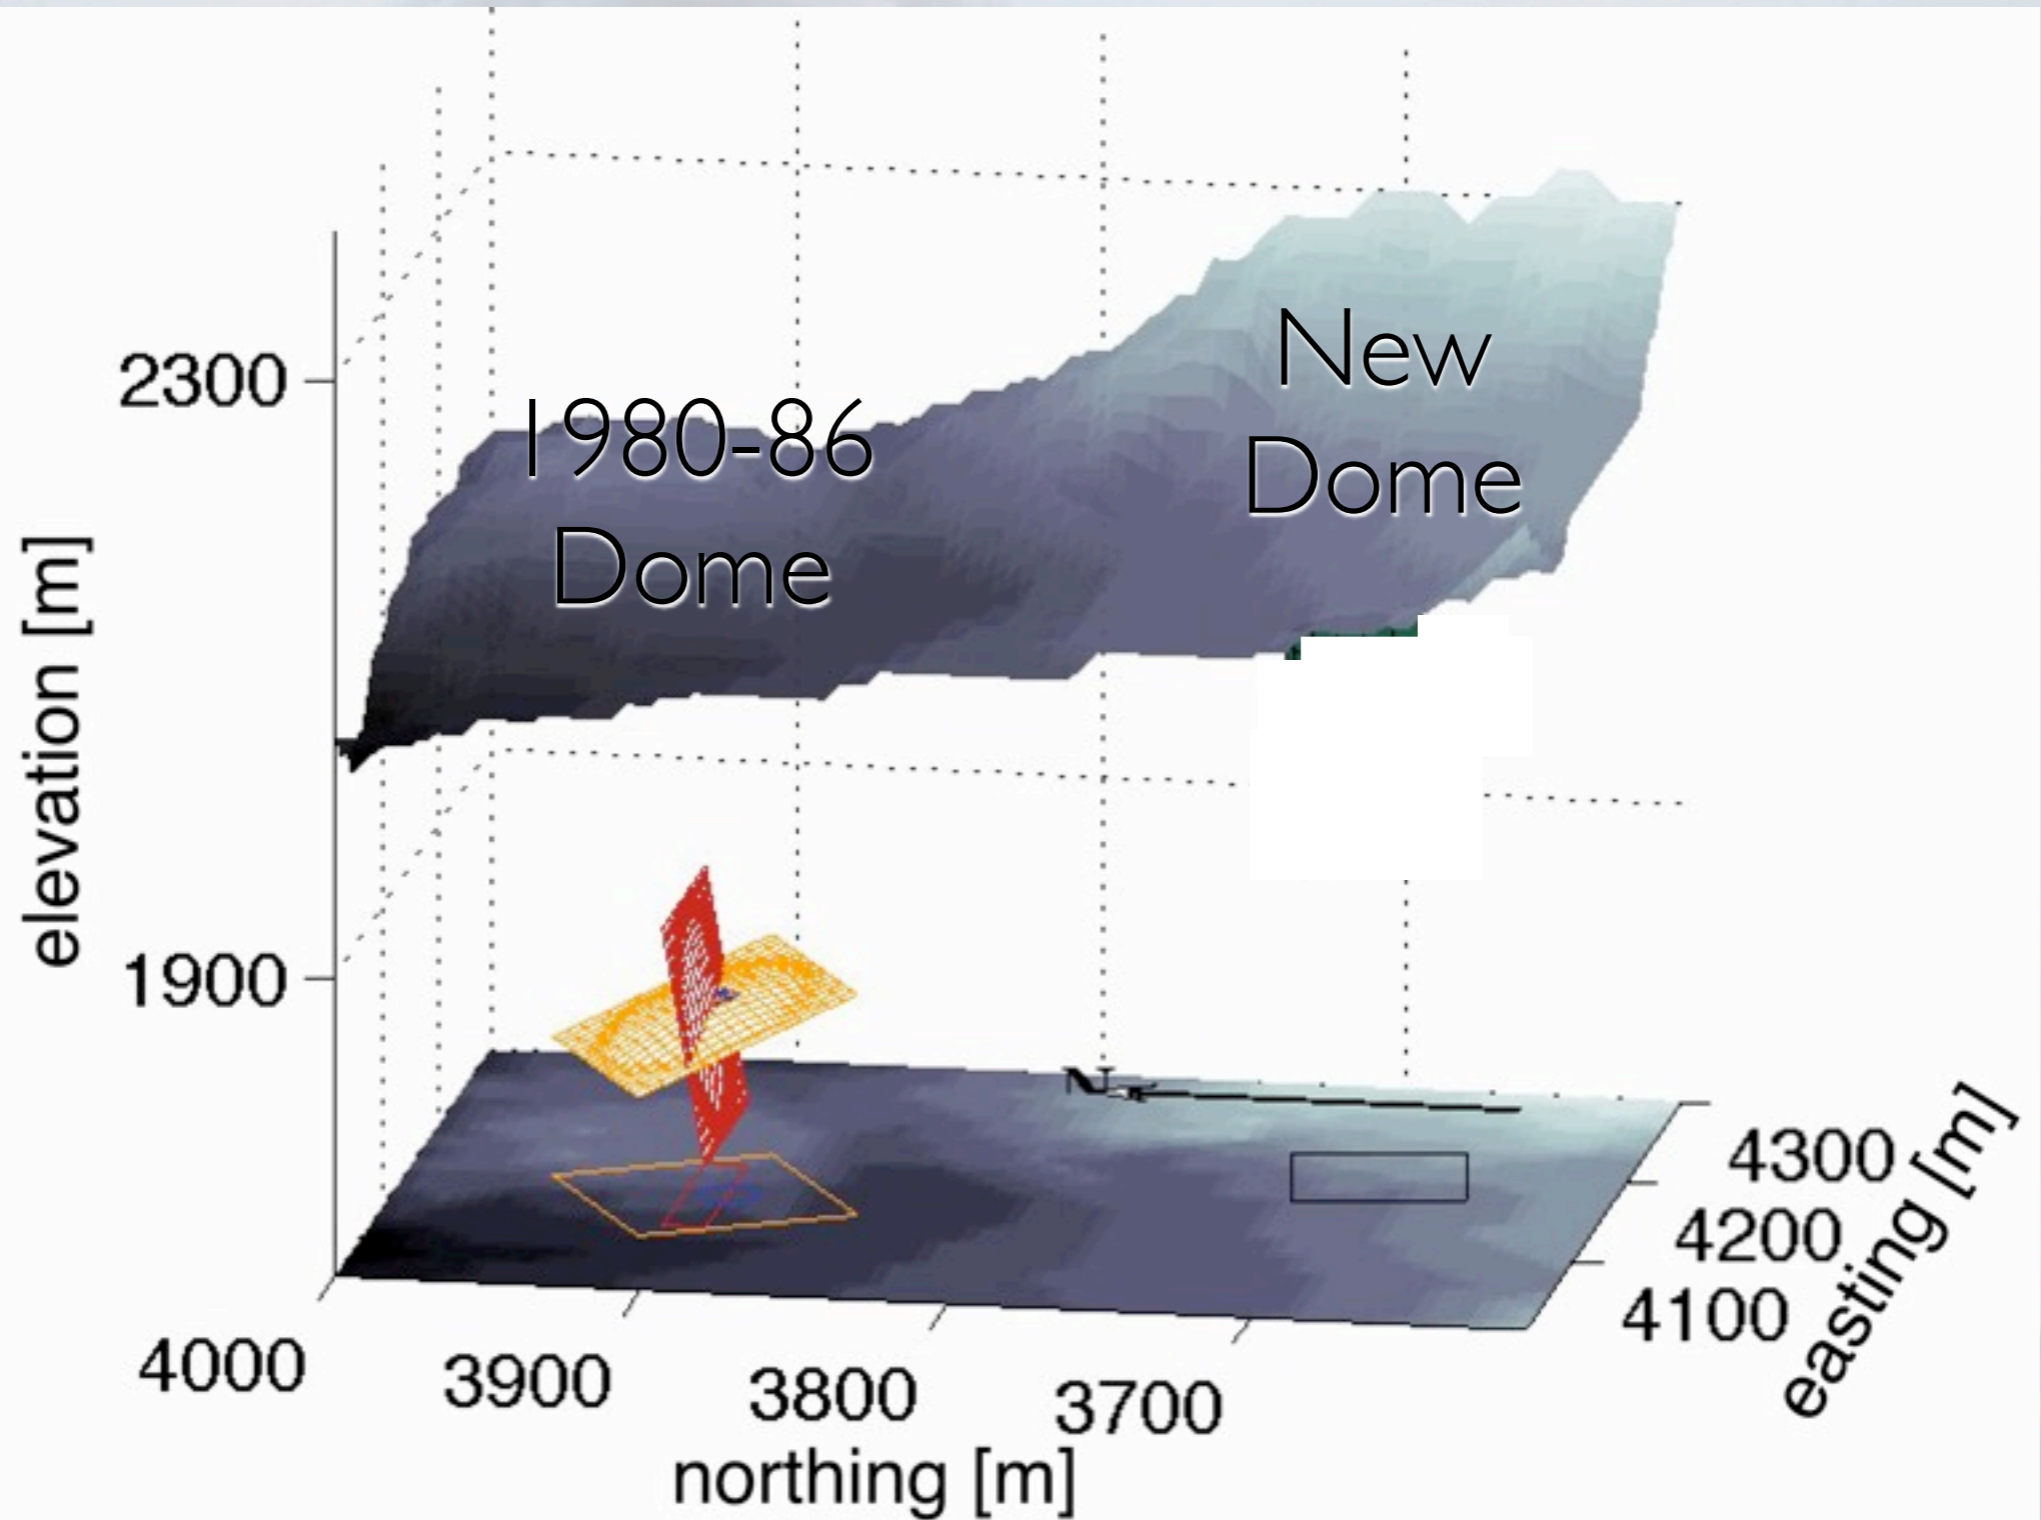 2300
1980-86
Dome
New
Dome
elevation [m]
1900
N
4300
4200
4100
easting [m]
4000
3900
3800
3700
northing [m]